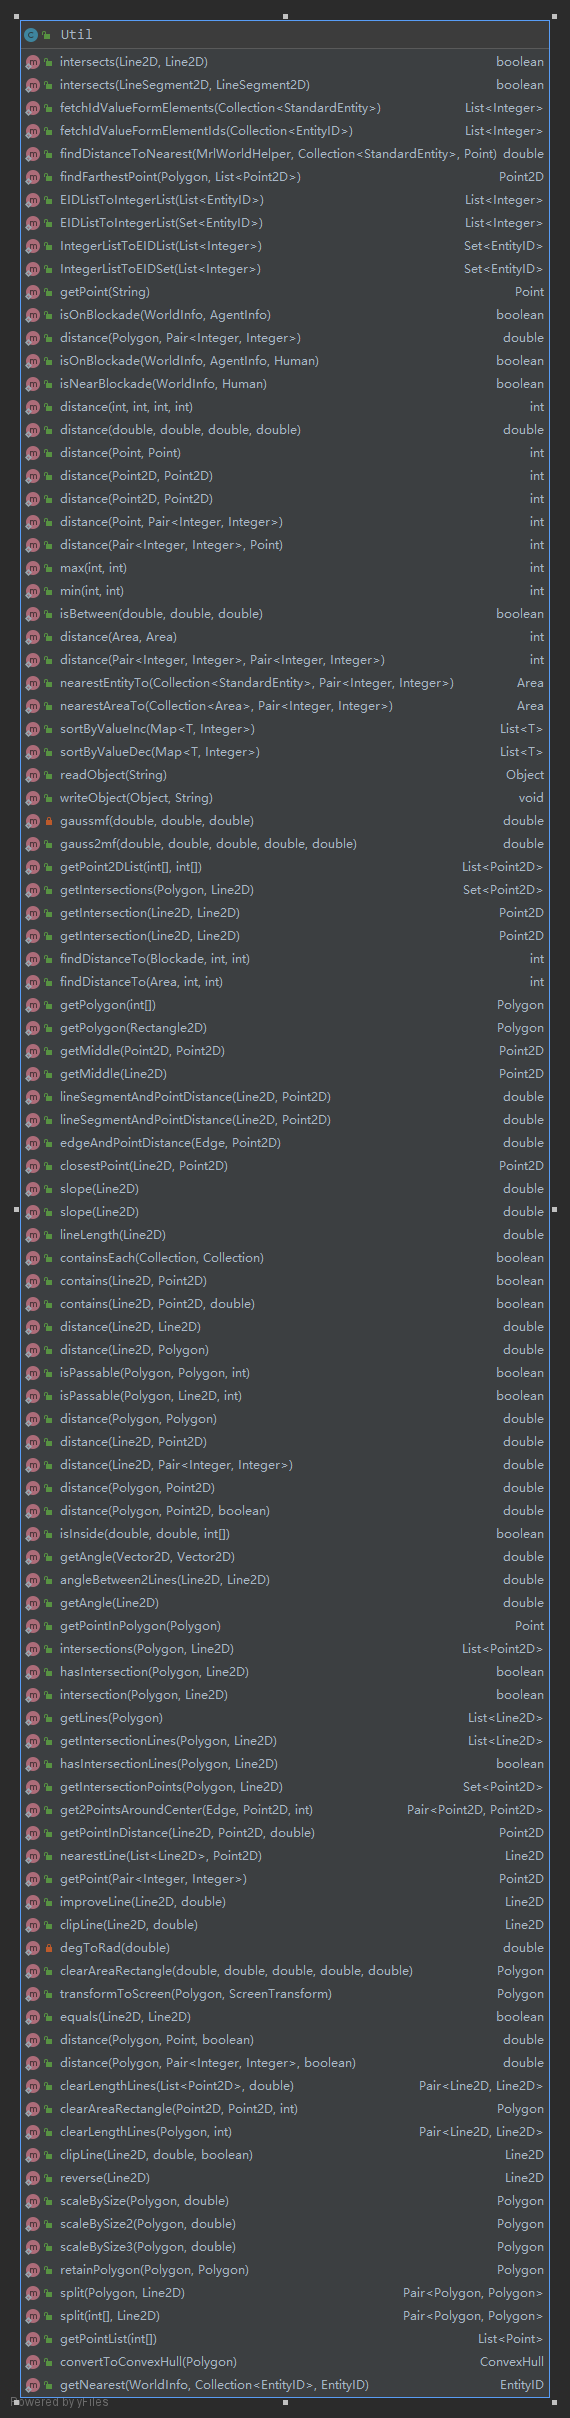 Util
intersects(Line2D, Line2D) boolean
intersects(LineSegment2D, LineSegment2D) boolean
fetchIdValueFormElements(Collection<StandardEntity>) List<Integer>
fetchIdValueFormElementIds(Collection<EntityID>) List<Integer>
findDistanceToNearest(MrlWorldHelper, Collection<StandardEntity>, Point) double
findFarthestPoint(Polygon, List<Point2D>) Point2D
EIDListToIntegerList(List<EntityID>) List<Integer>
EIDListToIntegerList(Set<EntityID>) List<Integer>
IntegerListToEIDList(List<Integer>) Set<EntityID>
IntegerListToEIDSet(List<Integer>) Set<EntityID>
getPoint(String) Point
isOnBlockade(WorldInfo, AgentInfo) boolean
distance(Polygon, Pair<Integer, Integer>) double
isOnBlockade(WorldInfo, AgentInfo, Human) boolean
isNearBlockade(WorldInfo, Human) boolean
distance(int, int, int, int) int
distance(double, double, double, double) double
distance(Point, Point) int
distance(Point2D, Point2D) int
distance(Point2D, Point2D) int
distance(Point, Pair<Integer, Integer>) int
distance(Pair<Integer, Integer>, Point) int
max(int, int) int
min(int, int) int
isBetween(double, double, double) boolean
distance(Area, Area) int
distance(Pair<Integer, Integer>, Pair<Integer, Integer>) int
nearestEntityTo(Collection<StandardEntity>, Pair<Integer, Integer>) Area
nearestAreaTo(Collection<Area>, Pair<Integer, Integer>) Area
sortByValueInc(Map<T, Integer>) List<T>
sortByValueDec(Map<T, Integer>) List<T>
readObject(String) Object
writeObject(Object, String) void
gaussmf(double, double, double) double
gauss2mf(double, double, double, double, double) double
getPoint2DList(int[], int[]) List<Point2D>
getIntersections(Polygon, Line2D) Set<Point2D>
getIntersection(Line2D, Line2D) Point2D
getIntersection(Line2D, Line2D) Point2D
findDistanceTo(Blockade, int, int) int
findDistanceTo(Area, int, int) int
getPolygon(int[]) Polygon
getPolygon(Rectangle2D) Polygon
getMiddle(Point2D, Point2D) Point2D
getMiddle(Line2D) Point2D
lineSegmentAndPointDistance(Line2D, Point2D) double
lineSegmentAndPointDistance(Line2D, Point2D) double
edgeAndPointDistance(Edge, Point2D) double
closestPoint(Line2D, Point2D) Point2D
slope(Line2D) double
slope(Line2D) double
lineLength(Line2D) double
containsEach(Collection, Collection) boolean
contains(Line2D, Point2D) boolean
contains(Line2D, Point2D, double) boolean
distance(Line2D, Line2D) double
distance(Line2D, Polygon) double
isPassable(Polygon, Polygon, int) boolean
isPassable(Polygon, Line2D, int) boolean
distance(Polygon, Polygon) double
distance(Line2D, Point2D) double
distance(Line2D, Pair<Integer, Integer>) double
distance(Polygon, Point2D) double
distance(Polygon, Point2D, boolean) double
isInside(double, double, int[]) boolean
getAngle(Vector2D, Vector2D) double
angleBetween2Lines(Line2D, Line2D) double
getAngle(Line2D) double
getPointInPolygon(Polygon) Point
intersections(Polygon, Line2D) List<Point2D>
hasIntersection(Polygon, Line2D) boolean
intersection(Polygon, Line2D) boolean
getLines(Polygon) List<Line2D>
getIntersectionLines(Polygon, Line2D) List<Line2D>
hasIntersectionLines(Polygon, Line2D) boolean
getIntersectionPoints(Polygon, Line2D) Set<Point2D>
get2PointsAroundCenter(Edge, Point2D, int) Pair<Point2D, Point2D>
getPointInDistance(Line2D, Point2D, double) Point2D
nearestLine(List<Line2D>, Point2D) Line2D
getPoint(Pair<Integer, Integer>) Point2D
improveLine(Line2D, double) Line2D
clipLine(Line2D, double) Line2D
degToRad(double) double
clearAreaRectangle(double, double, double, double, double) Polygon
transformToScreen(Polygon, ScreenTransform) Polygon
equals(Line2D, Line2D) boolean
distance(Polygon, Point, boolean) double
distance(Polygon, Pair<Integer, Integer>, boolean) double
clearLengthLines(List<Point2D>, double) Pair<Line2D, Line2D>
clearAreaRectangle(Point2D, Point2D, int) Polygon
clearLengthLines(Polygon, int) Pair<Line2D, Line2D>
clipLine(Line2D, double, boolean) Line2D
reverse(Line2D) Line2D
scaleBySize(Polygon, double) Polygon
scaleBySize2(Polygon, double) Polygon
scaleBySize3(Polygon, double) Polygon
retainPolygon(Polygon, Polygon) Polygon
split(Polygon, Line2D) Pair<Polygon, Polygon>
split(int[], Line2D) Pair<Polygon, Polygon>
getPointList(int[]) List<Point>
convertToConvexHull(Polygon) ConvexHull
getNearest(WorldInfo, Collection<EntityID>, EntityID) EntityID
Powered by yFiles